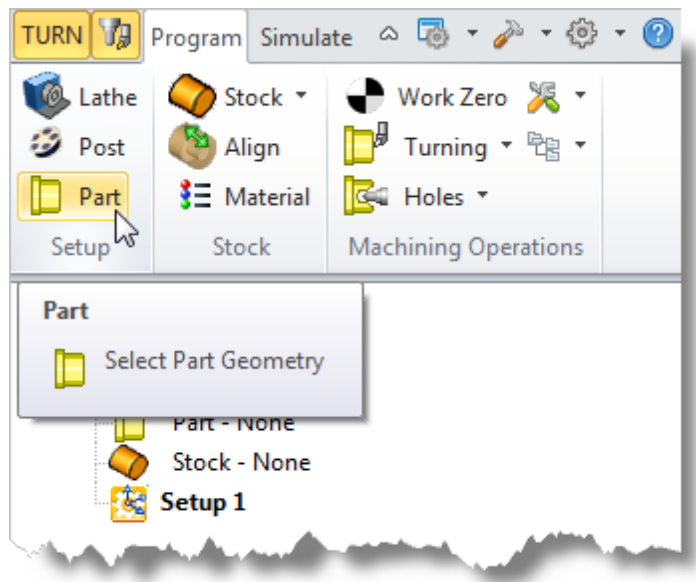 TURN Program Simulate
Lathe Stock Work Zero
Post Align Turning
Part Material Holes
Setup Stock Machining Operations
Part
Select Part Geometry
Part - None
Stock - None
Setup 1